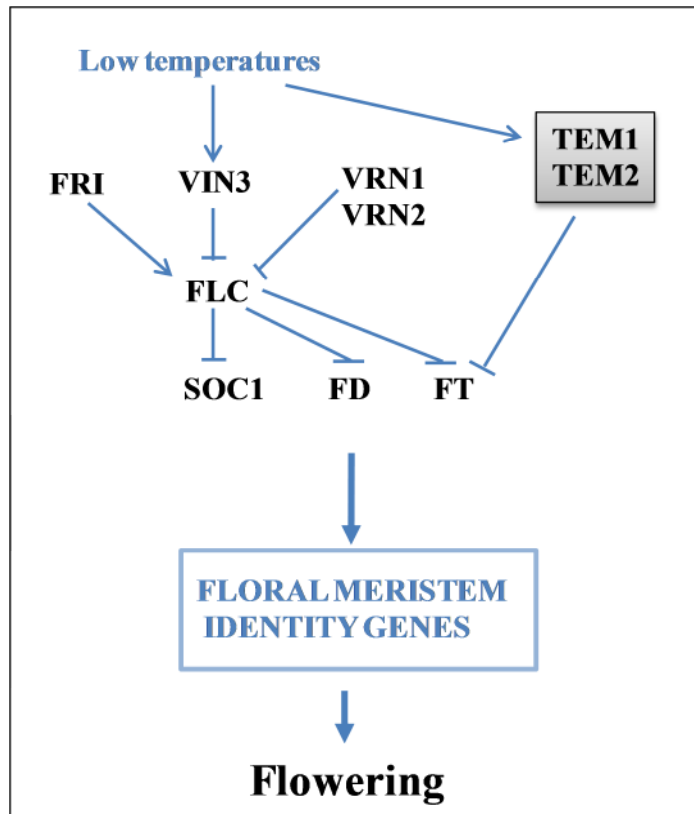 Low temperatures
TEM1
TEM2
FRI
VIN3
VRN1
VRN2
FLC
SOC1
FD
FT
FLORAL MERISTEM
IDENTITY GENES
Flowering